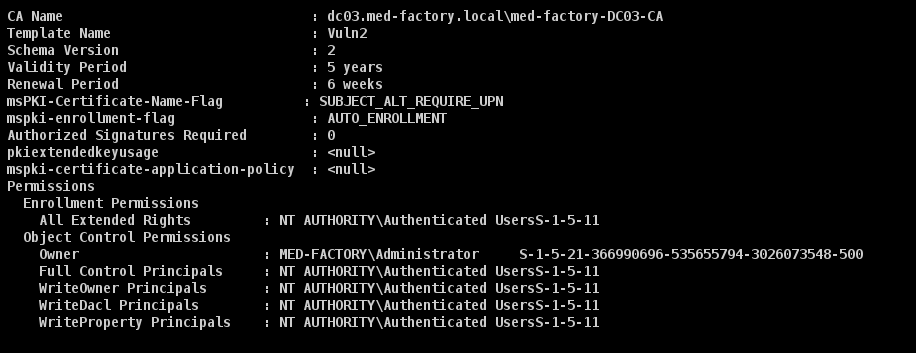 CA Name                                : dc03.med-factory.local\med-factory-DC03-CA
Template Name                          : Vuln2
Schema Version                         : 2
Validity Period                        : 5 years
Renewal Period                         : 6 weeks
msPKI-Certificate-Name-Flag          : SUBJECT_ALT_REQUIRE_UPN
mspki-enrollment-flag                  : AUTO_ENROLLMENT
Authorized Signatures Required         : 0
pkiextendedkeyusage                    : <null>
mspki-certificate-application-policy   : <null>
Permissions
  Enrollment Permissions
    All Extended Rights         : NT AUTHORITY\Authenticated UsersS-1-5-11
  Object Control Permissions
    Owner                       : MED-FACTORY\Administrator     S-1-5-21-366990696-535655794-3026073548-500
    Full Control Principals     : NT AUTHORITY\Authenticated UsersS-1-5-11
    WriteOwner Principals       : NT AUTHORITY\Authenticated UsersS-1-5-11
    WriteDacl Principals        : NT AUTHORITY\Authenticated UsersS-1-5-11
    WriteProperty Principals    : NT AUTHORITY\Authenticated UsersS-1-5-11